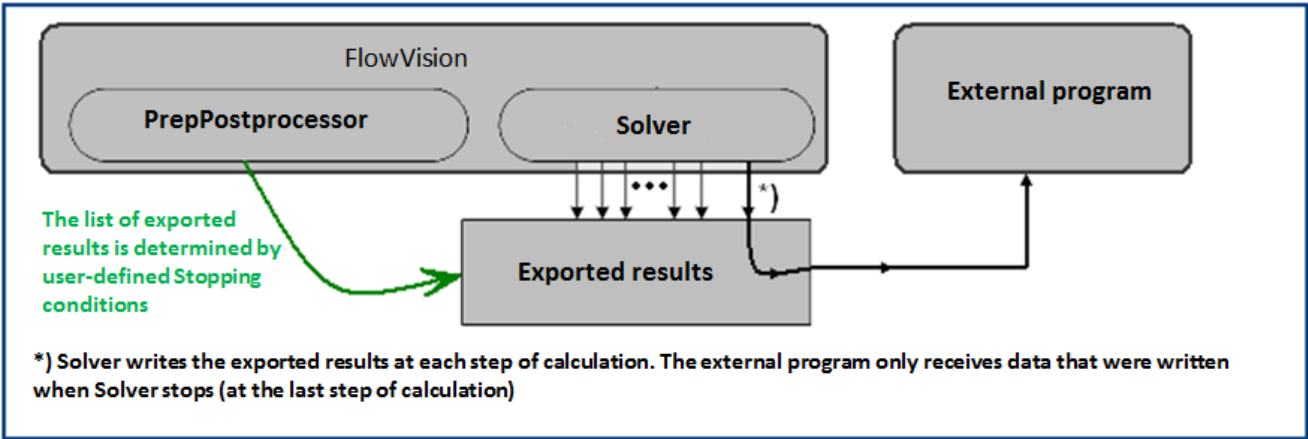 FlowVision
PrepPostprocessor
Solver
External program
•••
*)
The list of exported
results is determined by
user-defined Stopping
conditions
Exported results
*) Solver writes the exported results at each step of calculation. The external program only receives data that were written
when Solver stops (at the last step of calculation)